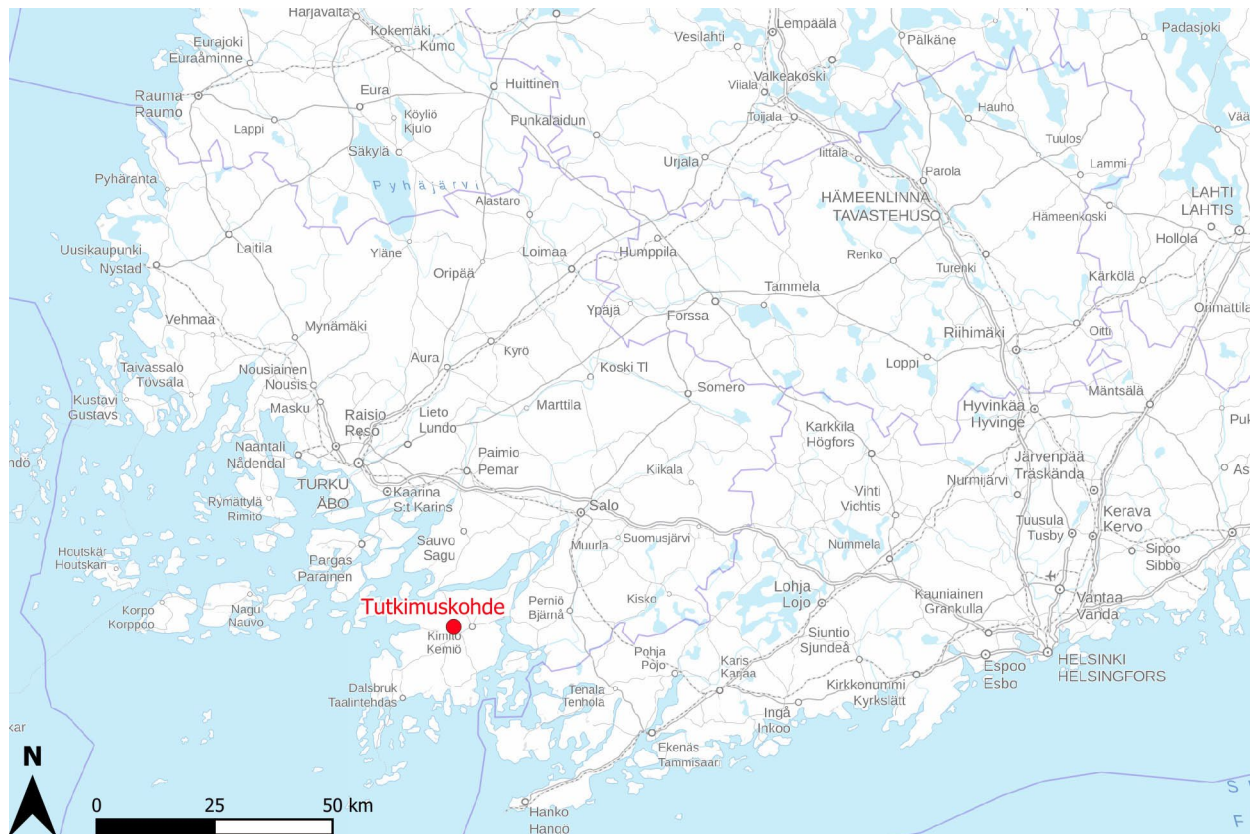 Harjavalta
Kokemäki
Kumo
Eurajoki
Euraåminne
Lempäälä
Vesilahti
Pälkäne
Padasjoki
Rauma
Raumo
Eura
Huittinen
Valkeakoski
Viiala
Toijala
Hauho
Lappi
Köyliö
Kjulo
Punkalaidun
Tuulos
Vää
Säkylä
Urjala
Iittala
Parola
Lammi
Pyhäranta
Pyhäjärvi
Alastaro
HÄMEENLINNA
TAVASTEHUS
LAHTI
LAHTIS
Hämeenkoski
Hollola
Uusikaupunki
Nystad
Laitila
Yläne
Oripää
Loimaa
Humppila
Renko
Turenki
Kärkölä
Tammela
Ypäjä
Forssa
Orimattila
Vehmaa
Mynämäki
Riihimäki
Oitti
Aura
Kyrö
Loppi
Taivassalo
Tövsala
Nousiainen
Nousis
Koski Tl
Somero
Mäntsälä
Kustavi
Gustavs
Masku
Raisio
Reso
Lieto
Lundo
Marttila
Hyvinkää
Hyvinge
Karkkila
Högfors
Puk
Naantali
Nådendal
Paimio
Pemar
Kiikala
Järvenpää
Träskända
As
ndö
TURKU
ÅBO
Kaarina
S:t Karins
Salo
Vihti
Vichtis
Nurmijärvi
Rymättylä
Rimito
Kerava
Kervo
Tuusula
Tusby
Sauvo
Sagu
Muurla
Suomusjärvi
Nummela
Sipoo
Sibbo
Houtskär
Houtskari
Pargas
Parainen
Lohja
Lojo
Kauniainen
Grankulla
Vantaa
Vanda
Korpo
Korppoo
Nagu
Nauvo
Tutkimuskohde
Perniö
Bjärnå
Kisko
Kimito
Kemiö
Siuntio
Sjundeå
Pohja
Pojo
Karis
Karjaa
Espoo
Esbo
HELSINKI
HELSINGFORS
Dalsbruk
Taalintehdas
Tenala
Tenhola
Kirkkonummi
Kyrkslätt
Ingå
Inkoo
kar
Ekenäs
Tammisaari
N
0 25 50 km
Hanko
Hangö
S
F